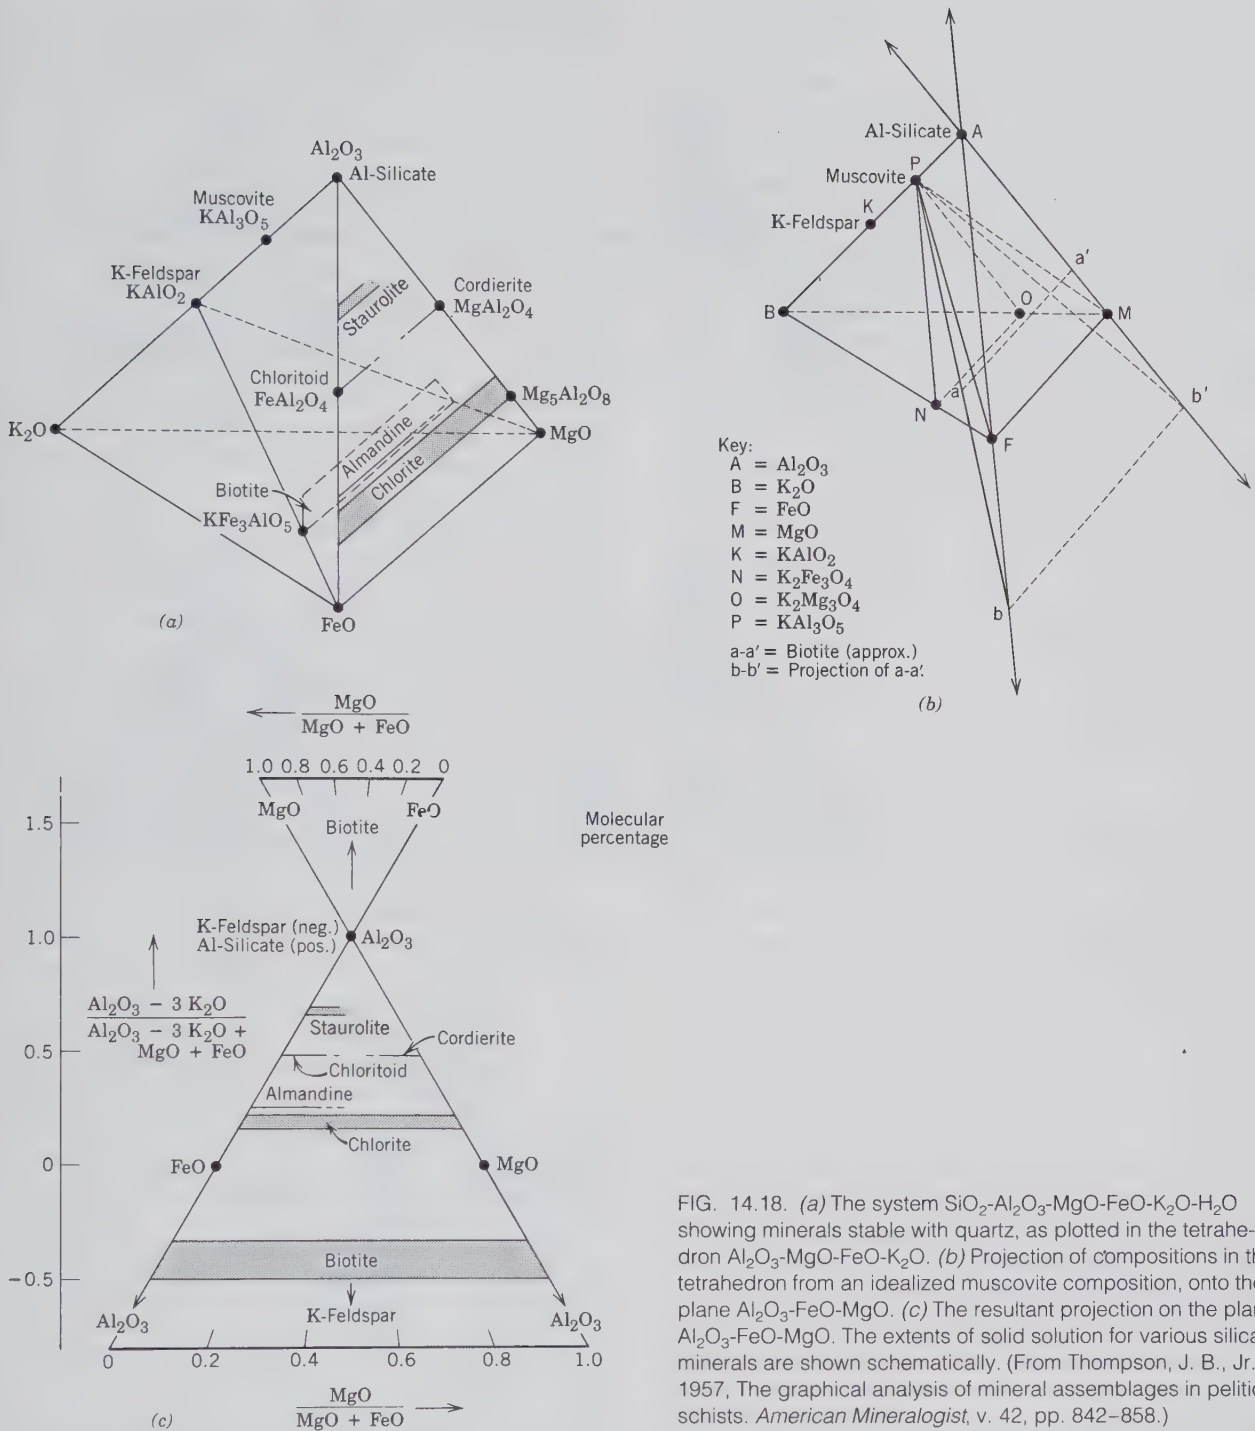 Al₂O₃
Al-Silicate
Muscovite
KAl₃O₅
K-Feldspar
KAlO₂
Cordierite
MgAl₂O₄
Staurolite
Chloritoid
FeAl₂O₄
Mg₅Al₂O₈
K₂O
MgO
Almandine
Chlorite
Biotite
KFe₃AlO₅
FeO
(a)
Al-Silicate A
P
Muscovite
K
K-Feldspar
a'
B
O
M
N
a
F
b'
b
Key:
A = Al₂O₃
B = K₂O
F = FeO
M = MgO
K = KAlO₂
N = K₂Fe₃O₄
O = K₂Mg₃O₄
P = KAl₃O₅
a-a' = Biotite (approx.)
b-b' = Projection of a-a'.
(b)
MgO
MgO + FeO
1.0 0.8 0.6 0.4 0.2 0
MgO
FeO
Biotite
Molecular
percentage
1.5
1.0
0.5
0
−0.5
K-Feldspar (neg.)
Al-Silicate (pos.)
Al₂O₃
Al₂O₃ − 3 K₂O
Al₂O₃ − 3 K₂O +
MgO + FeO
Staurolite
Cordierite
Chloritoid
Almandine
Chlorite
FeO
MgO
Biotite
K-Feldspar
Al₂O₃
Al₂O₃
0 0.2 0.4 0.6 0.8 1.0
MgO
MgO + FeO
(c)
FIG. 14.18. (a) The system SiO₂-Al₂O₃-MgO-FeO-K₂O-H₂O
showing minerals stable with quartz, as plotted in the tetrahe-
dron Al₂O₃-MgO-FeO-K₂O. (b) Projection of compositions in th
tetrahedron from an idealized muscovite composition, onto the
plane Al₂O₃-FeO-MgO. (c) The resultant projection on the plan
Al₂O₃-FeO-MgO. The extents of solid solution for various silica
minerals are shown schematically. (From Thompson, J. B., Jr.
1957, The graphical analysis of mineral assemblages in pelitic
schists. American Mineralogist, v. 42, pp. 842–858.)